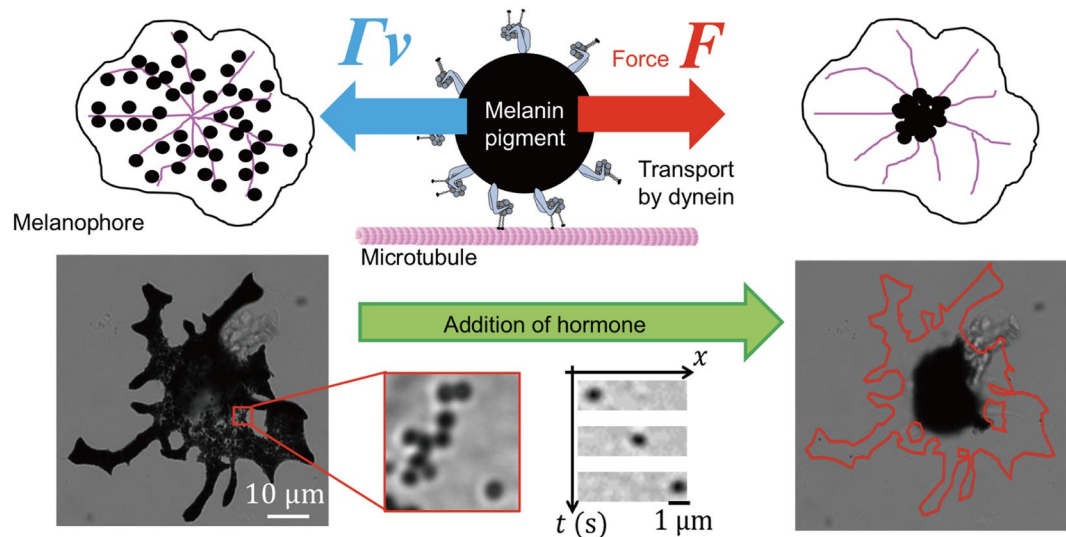 Γv
Force F
Melanin
pigment
Transport
by dynein
Melanophore
Microtubule
Addition of hormone
x
10 μm
t (s)
1 μm